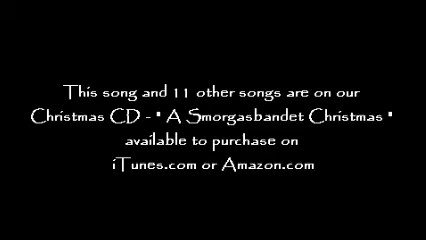 This song and 11 other songs are on our
Christmas CD - " A Smorgasbandet Christmas "
available to purchase on
iTunes.com or Amazon.com